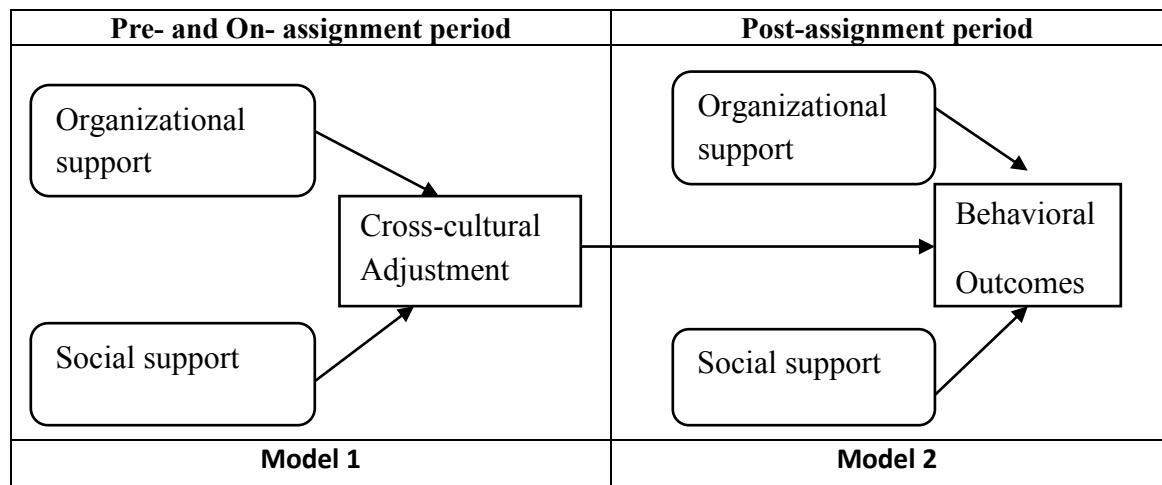 Pre- and On- assignment period
Post-assignment period
Organizational
support
Cross-cultural
Adjustment
Social support
Organizational
support
Behavioral
Outcomes
Social support
Model 1
Model 2